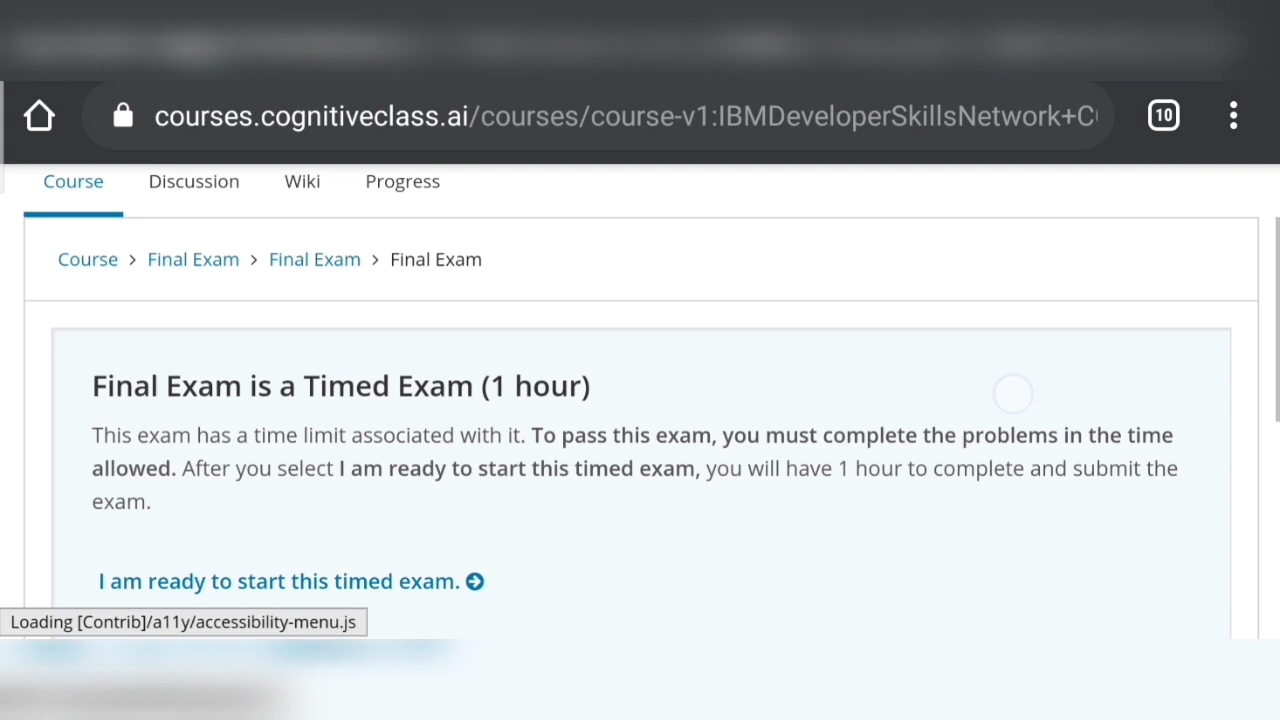 courses.cognitiveclass.ai/courses/course-v1:IBMDeveloperSkillsNetwork+C
10
Course Discussion Wiki Progress
Course > Final Exam > Final Exam > Final Exam
Final Exam is a Timed Exam (1 hour)
This exam has a time limit associated with it. To pass this exam, you must complete the problems in the time
allowed. After you select I am ready to start this timed exam, you will have 1 hour to complete and submit the
exam.
I am ready to start this timed exam.
Loading [Contrib]/a11y/accessibility-menu.js